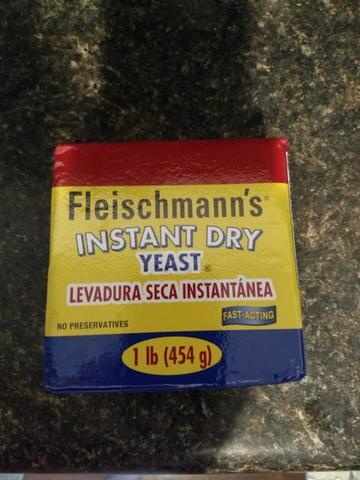 Fleischmann's®
INSTANT DRY
YEAST®
LEVADURA SECA INSTANTÁNEA
NO PRESERVATIVES
FAST-ACTING
1 lb (454 g)